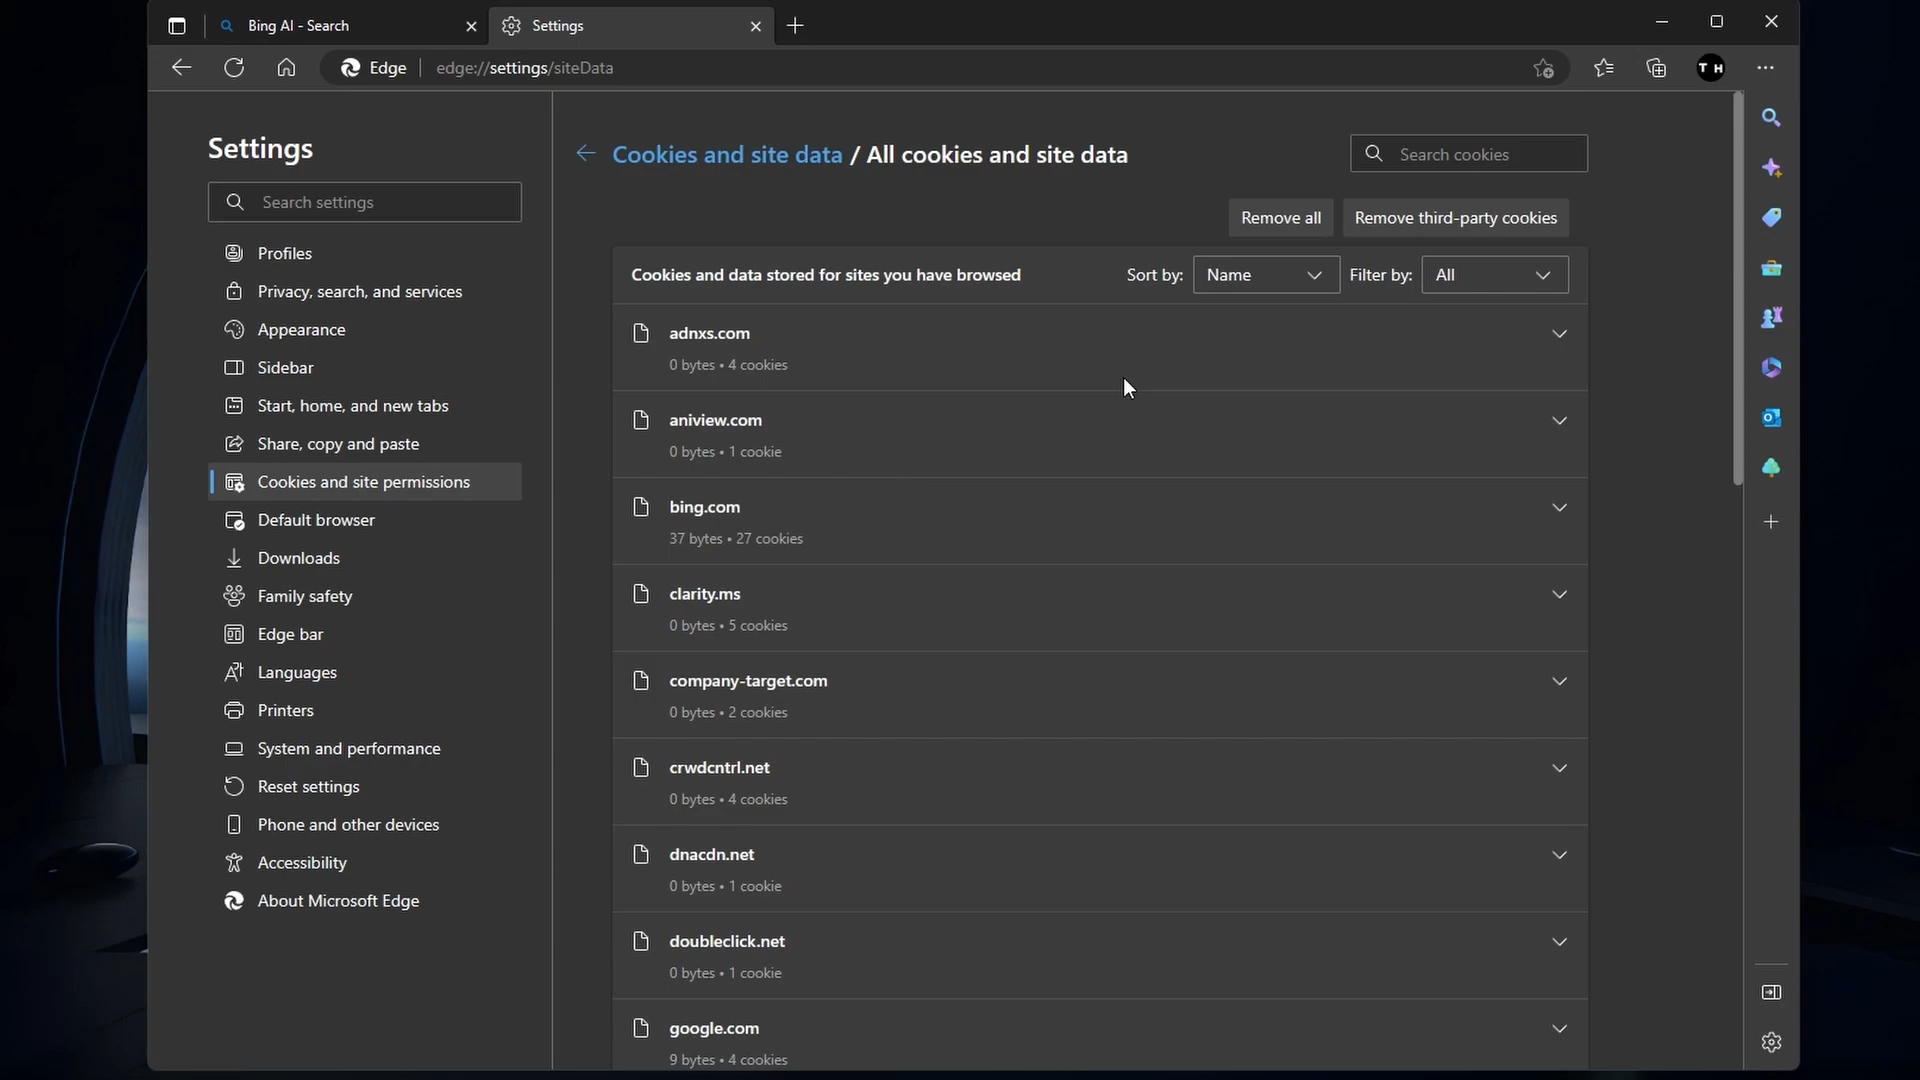 Bing AI - Search
Settings
Edge
edge://settings/siteData
T H
Settings
Search settings
Profiles
Privacy, search, and services
Appearance
Sidebar
Start, home, and new tabs
Share, copy and paste
Cookies and site permissions
Default browser
Downloads
Family safety
Edge bar
Languages
Printers
System and performance
Reset settings
Phone and other devices
Accessibility
About Microsoft Edge
Cookies and site data / All cookies and site data
Search cookies
Remove all
Remove third-party cookies
Cookies and data stored for sites you have browsed
Sort by: Name
Filter by: All
adnxs.com
0 bytes • 4 cookies
aniview.com
0 bytes • 1 cookie
bing.com
37 bytes • 27 cookies
clarity.ms
0 bytes • 5 cookies
company-target.com
0 bytes • 2 cookies
crwdcntrl.net
0 bytes • 4 cookies
dnacdn.net
0 bytes • 1 cookie
doubleclick.net
0 bytes • 1 cookie
google.com
9 bytes • 4 cookies